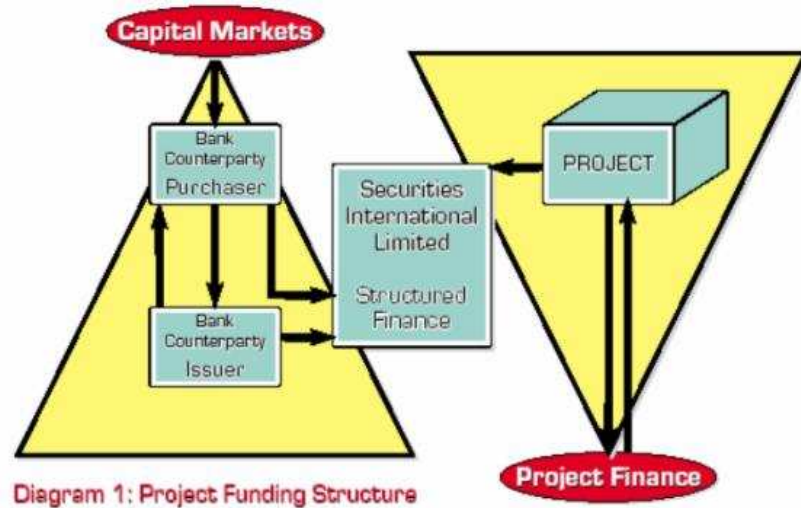 Capital Markets
Bank
Counterparty
Purchaser
Securities
International
Limited
Structured
Finance
PROJECT
Bank
Counterparty
Issuer
Project Finance
Diagram 1: Project Funding Structure